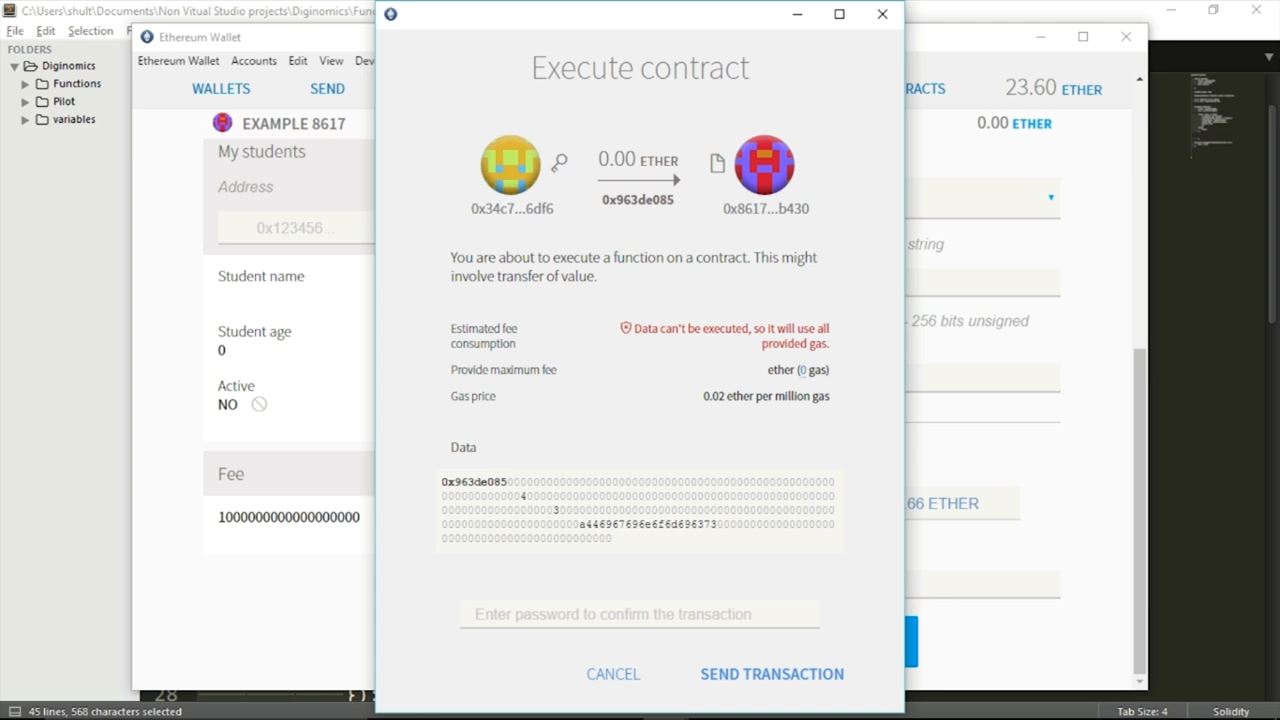 C:\Users\shult\Documents\Non Vitual Studio projects\Diginomics\Func
File Edit Selection F
FOLDERS
Diginomics
Functions
Pilot
variables
Ethereum Wallet
Ethereum Wallet Accounts Edit View Dev
WALLETS SEND
RACTS 23.60 ETHER
EXAMPLE 8617
0.00 ETHER
My students
Address
0x123456...
Student name
Student age
0
Active
NO
Fee
1000000000000000000
string
- 256 bits unsigned
.66 ETHER
Execute contract
0.00 ETHER
0x963de085
0x34c7...6df6
0x8617...b430
You are about to execute a function on a contract. This might
involve transfer of value.
Estimated fee
consumption
Data can't be executed, so it will use all
provided gas.
Provide maximum fee
ether (0 gas)
Gas price
0.02 ether per million gas
Data
Enter password to confirm the transaction
CANCEL SEND TRANSACTION
28 });
45 lines, 568 characters selected
Tab Size: 4 Solidity